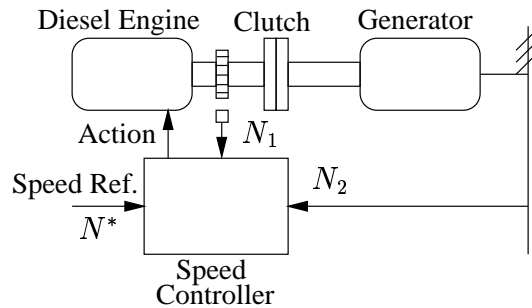 Diesel Engine
Clutch
Generator
Action
N₁
Speed Ref.
N*
N₂
Speed
Controller